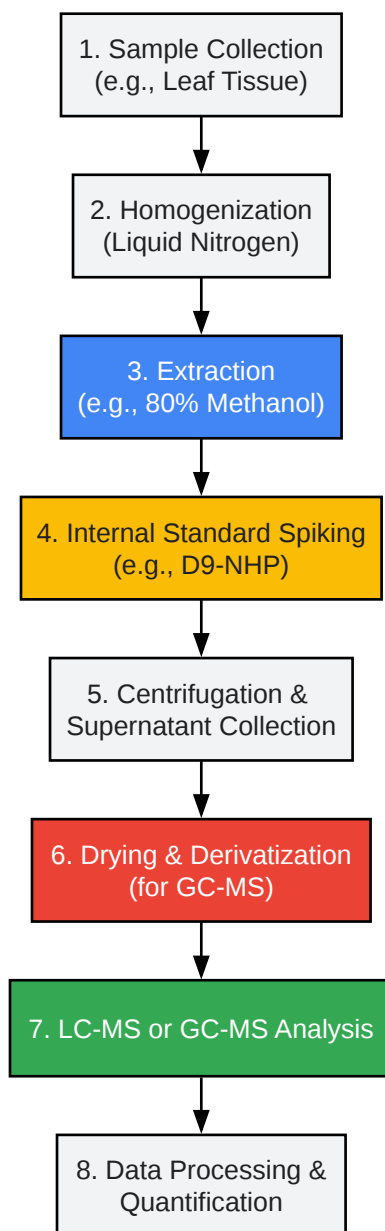 1. Sample Collection
(e.g., Leaf Tissue)
2. Homogenization
(Liquid Nitrogen)
3. Extraction
(e.g., 80% Methanol)
4. Internal Standard Spiking
(e.g., D9-NHP)
5. Centrifugation &
Supernatant Collection
6. Drying & Derivatization
(for GC-MS)
7. LC-MS or GC-MS Analysis
8. Data Processing &
Quantification